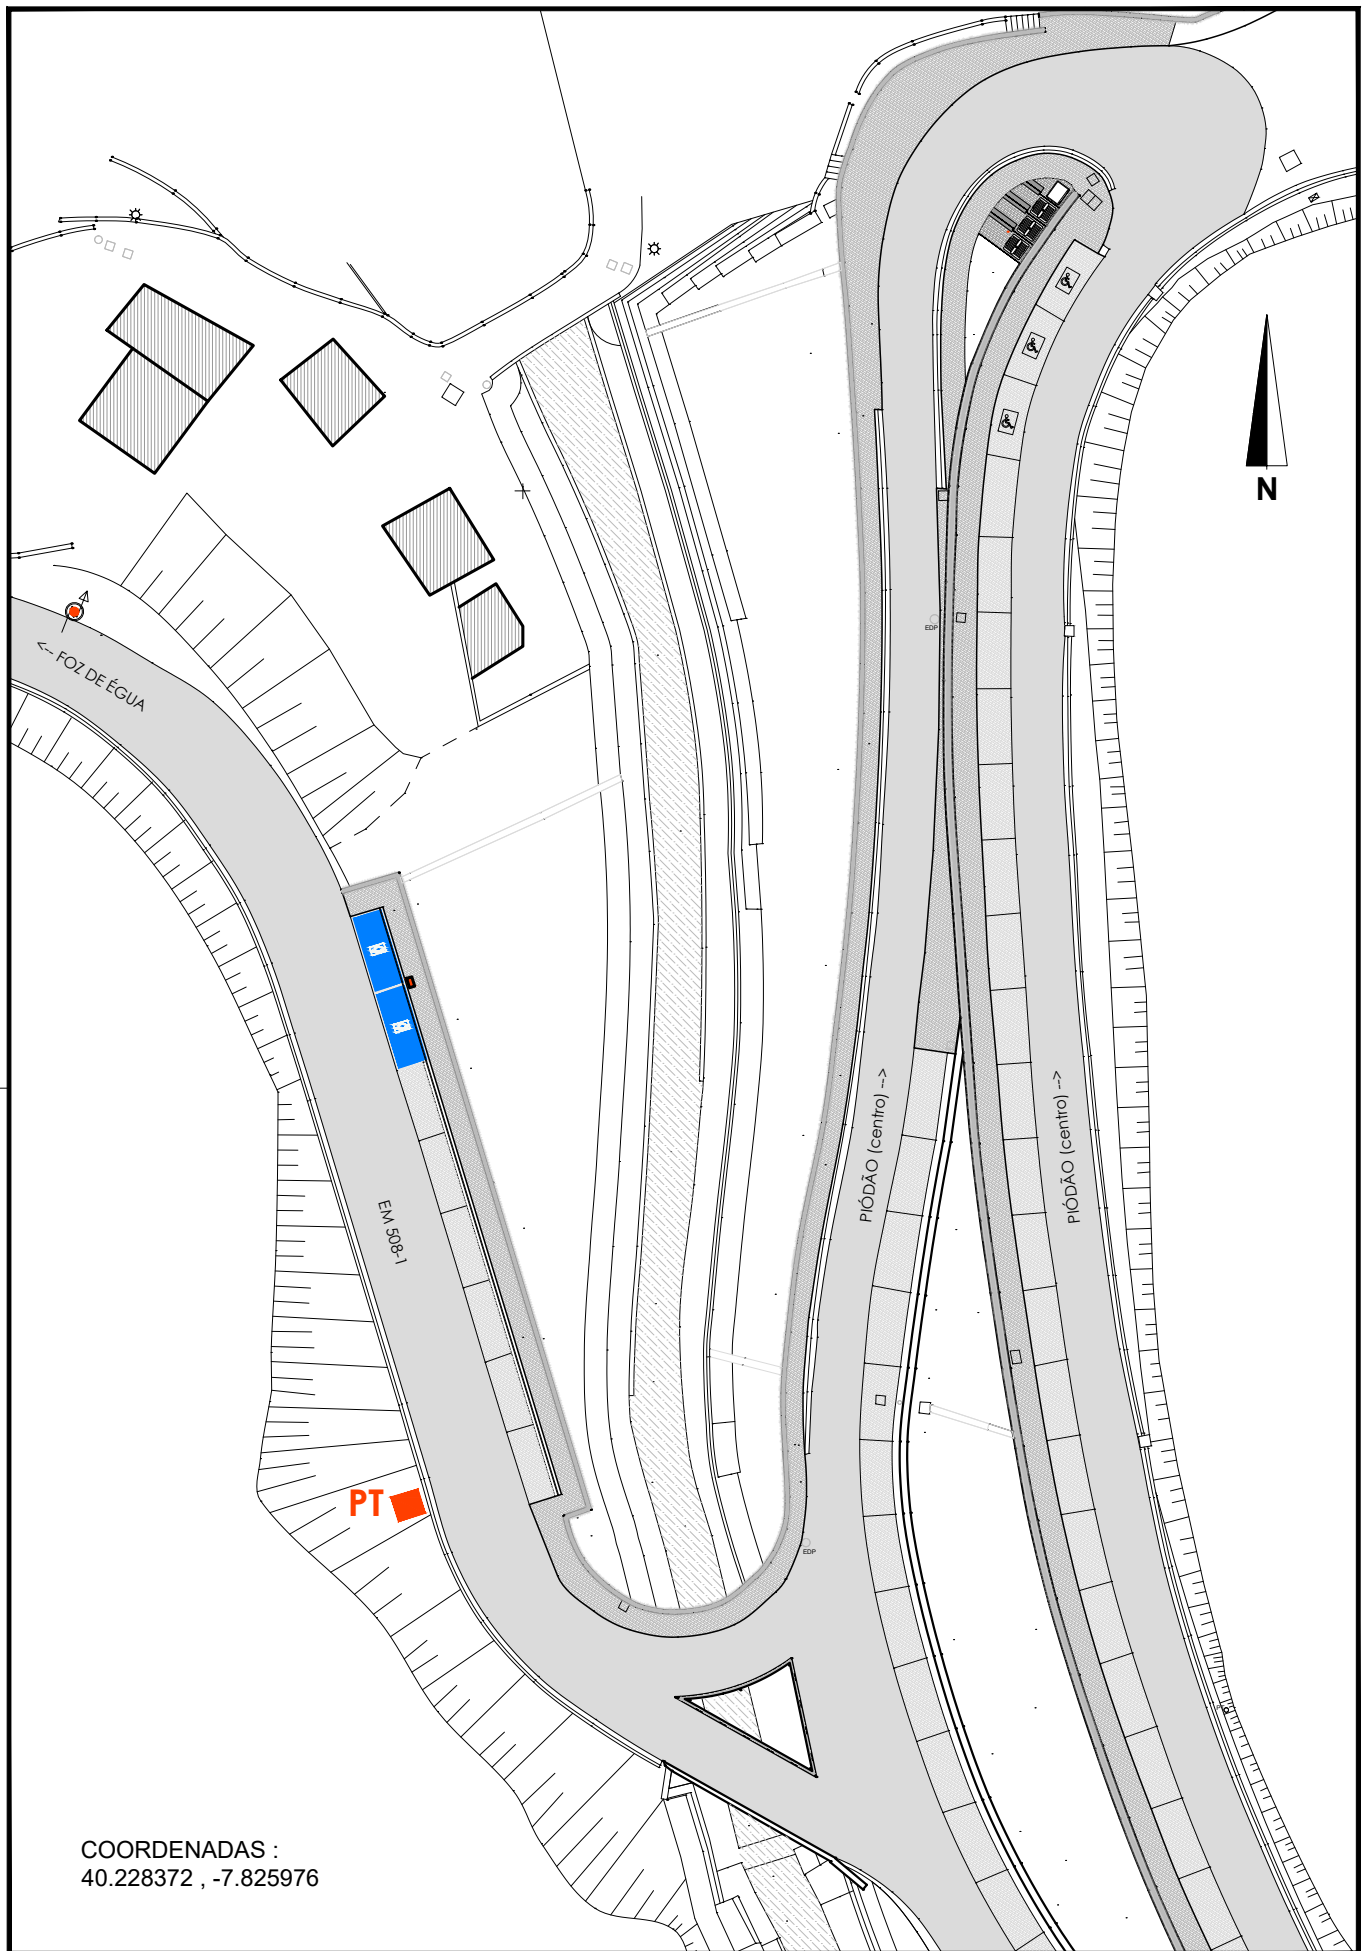 N
EDP
<-- FOZ DE ÉGUA
PIÓDÃO (centro) -->
PIÓDÃO (centro) -->
EM 508-1
PT
EDP
COORDENADAS :
40.228372 , -7.825976